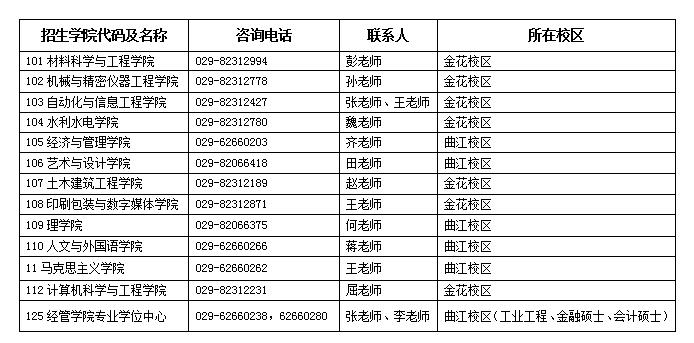 招生学院代码及名称 咨询电话 联系人 所在校区
101 材料科学与工程学院 029-82312994 彭老师 金花校区
102 机械与精密仪器工程学院 029-82312778 孙老师 金花校区
103 自动化与信息工程学院 029-82312427 张老师、王老师 金花校区
104 水利水电学院 029-82312780 魏老师 金花校区
105 经济与管理学院 029-62660203 齐老师 曲江校区
106 艺术与设计学院 029-82066418 田老师 曲江校区
107 土木建筑工程学院 029-82312189 赵老师 金花校区
108 印刷包装与数字媒体学院 029-82312871 王老师 金花校区
109 理学院 029-82066375 何老师 曲江校区
110 人文与外国语学院 029-62660266 蒋老师 曲江校区
11 马克思主义学院 029-62660262 王老师 曲江校区
112 计算机科学与工程学院 029-82312231 屈老师 金花校区
125 经管学院专业学位中心 029-62660238，62660280 张老师、李老师 曲江校区（工业工程、金融硕士、会计硕士）